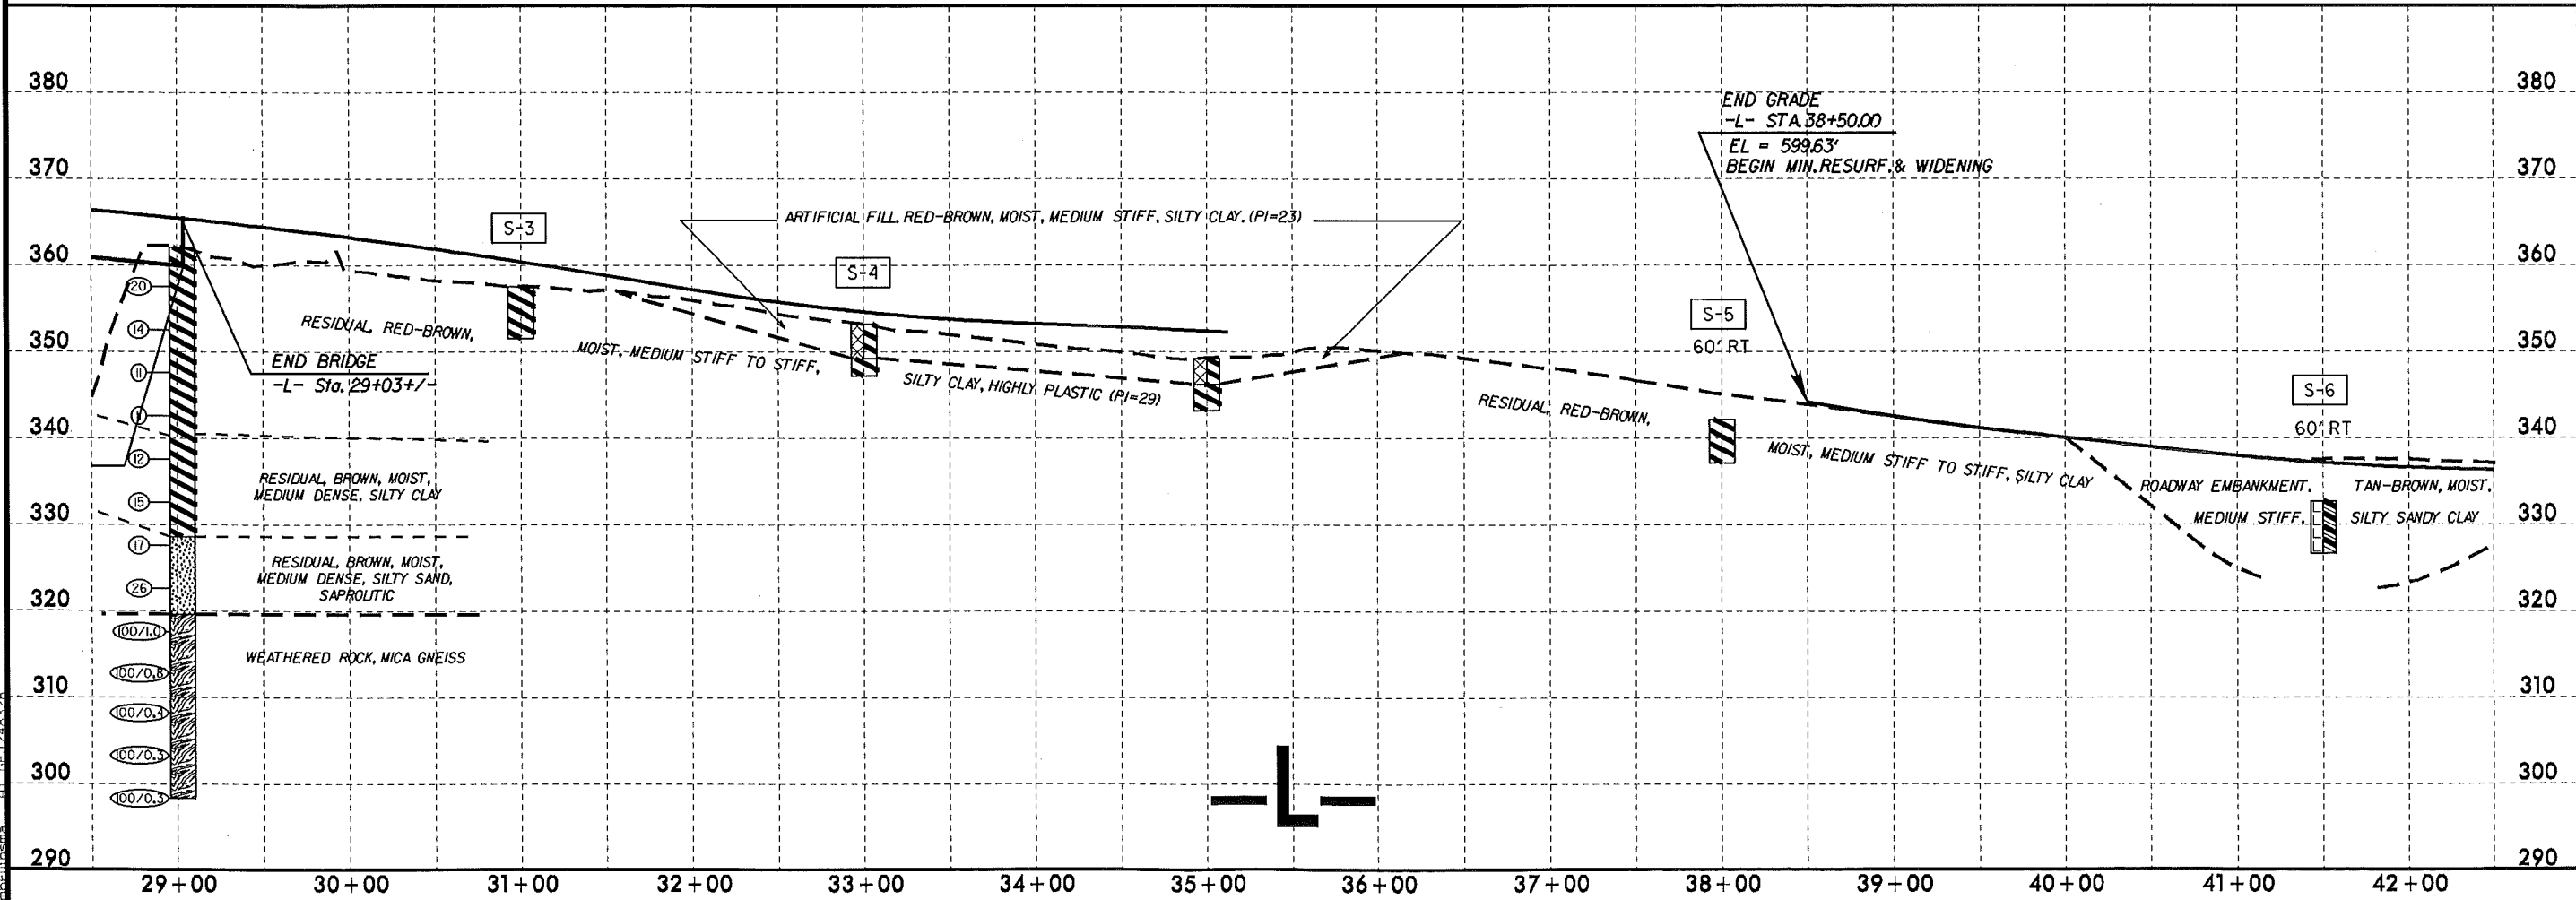 380 380
END GRADE
-L- STA.38+50.00
EL = 599.63'
BEGIN MIN.RESURF.& WIDENING
370 370
ARTIFICIAL FILL. RED-BROWN, MOIST, MEDIUM STIFF, SILTY CLAY. (PI=23)
S-3
360 360
S-4
20
S-5
60' RT
RESIDUAL, RED-BROWN,
14
350 350
MOIST, MEDIUM STIFF TO STIFF,
END BRIDGE
-L- Sta. 29+03+/-
11
SILTY CLAY, HIGHLY PLASTIC (PI=29)
S-6
60' RT
RESIDUAL, RED-BROWN,
11
340 340
MOIST, MEDIUM STIFF TO STIFF, SILTY CLAY
12
RESIDUAL, BROWN, MOIST,
MEDIUM DENSE, SILTY CLAY
ROADWAY EMBANKMENT. TAN-BROWN, MOIST,
15
MEDIUM STIFF, SILTY SANDY CLAY
330 330
17
RESIDUAL, BROWN, MOIST,
MEDIUM DENSE, SILTY SAND,
SAPROLITIC
26
320 320
100/1.0
WEATHERED ROCK, MICA GNEISS
100/0.8
310 310
100/0.4
100/0.3
300 300
100/0.3
L
290 290
29+00 30+00 31+00 32+00 33+00 34+00 35+00 36+00 37+00 38+00 39+00 40+00 41+00 42+00